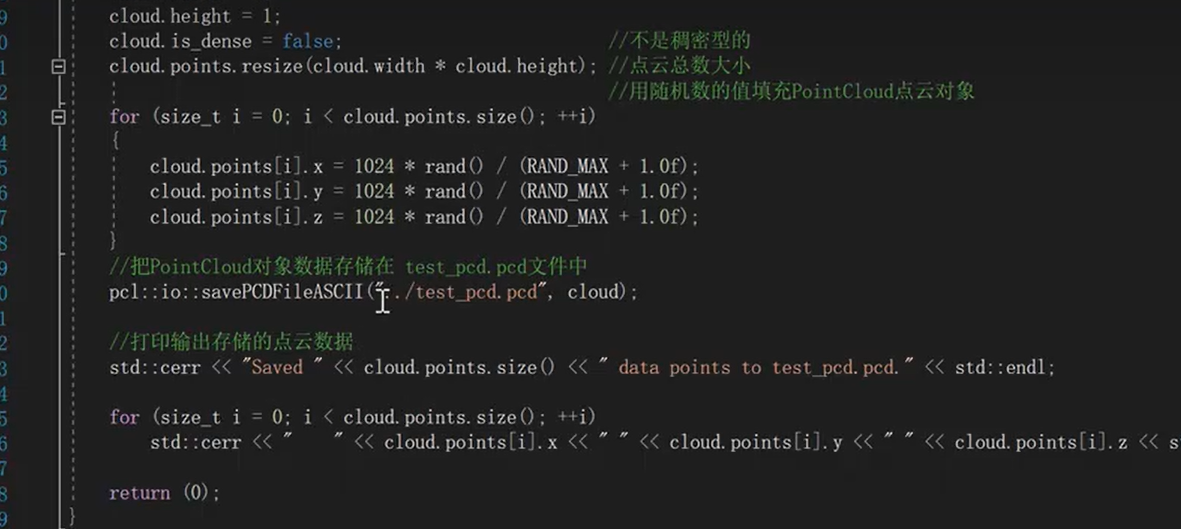 9 cloud.height = 1;
0 cloud.is_dense = false; //不是稠密型的
1 cloud.points.resize(cloud.width * cloud.height); //点云总数大小
2 //用随机数的值填充PointCloud点云对象
3 for (size_t i = 0; i < cloud.points.size(); ++i)
4 {
5 cloud.points[i].x = 1024 * rand() / (RAND_MAX + 1.0f);
6 cloud.points[i].y = 1024 * rand() / (RAND_MAX + 1.0f);
7 cloud.points[i].z = 1024 * rand() / (RAND_MAX + 1.0f);
8 }
9 //把PointCloud对象数据存储在 test_pcd.pcd文件中
0 pcl::io::savePCDFileASCII("../test_pcd.pcd", cloud);
1
2 //打印输出存储的点云数据
3 std::cerr << "Saved " << cloud.points.size() << " data points to test_pcd.pcd." << std::endl;
4
5 for (size_t i = 0; i < cloud.points.size(); ++i)
6 std::cerr << "    " << cloud.points[i].x << " " << cloud.points[i].y << " " << cloud.points[i].z << s
7
8 return (0);
9 }